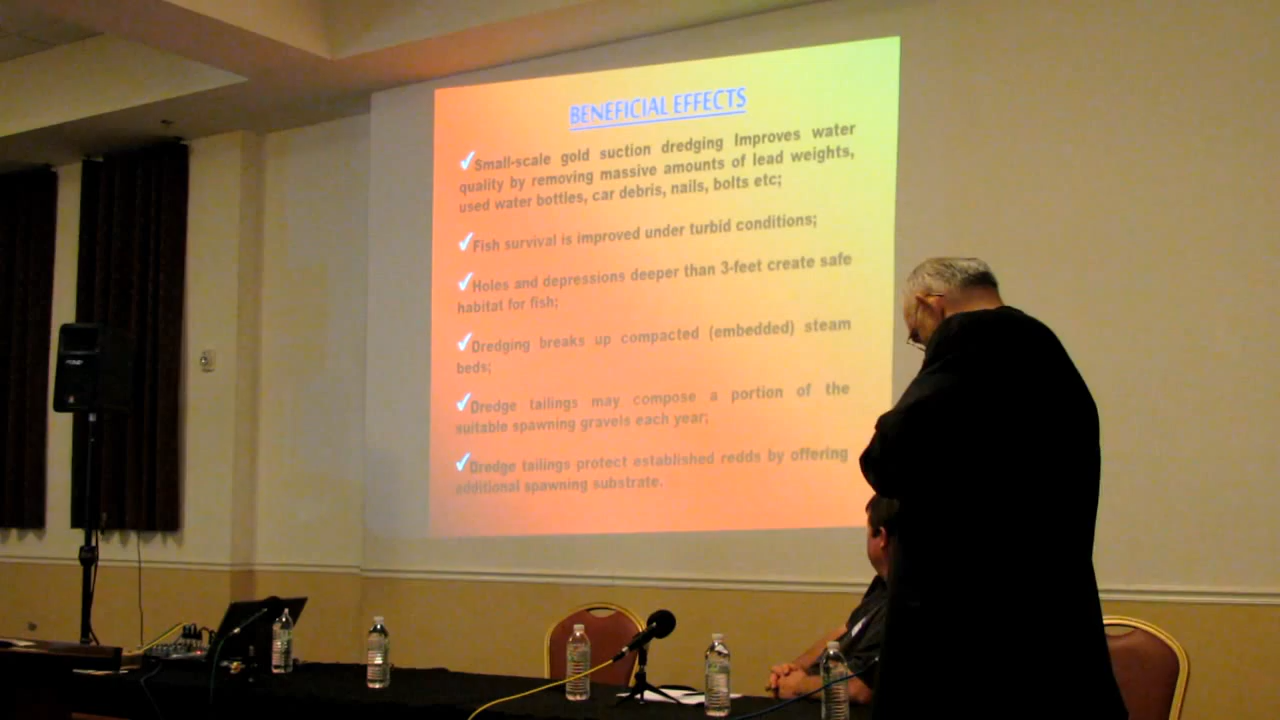 BENEFICIAL EFFECTS
Small-scale gold suction dredging Improves water
quality by removing massive amounts of lead weights,
used water bottles, car debris, nails, bolts etc;
Fish survival is improved under turbid conditions;
Holes and depressions deeper than 3-feet create safe
habitat for fish;
Dredging breaks up compacted (embedded) steam
beds;
Dredge tailings may compose a portion of the
suitable spawning gravels each year;
Dredge tailings protect established redds by offering
additional spawning substrate.